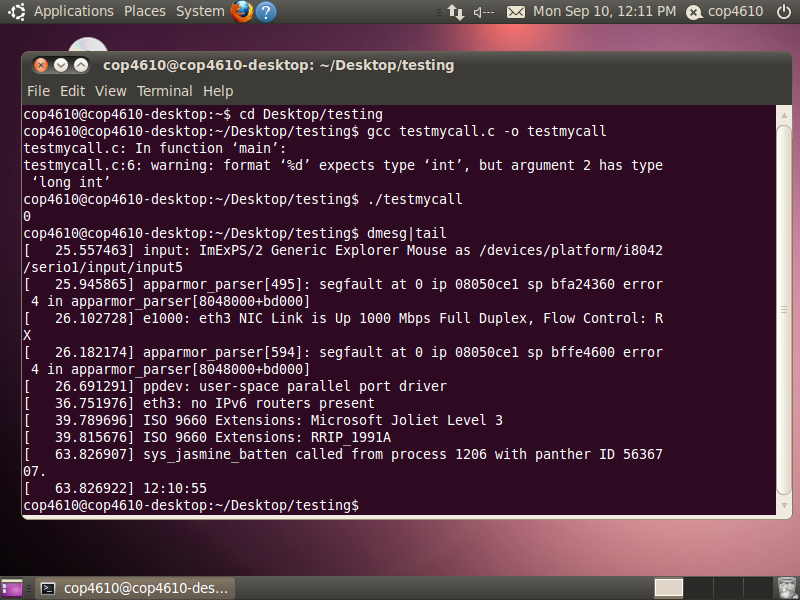 Applications Places System
Mon Sep 10, 12:11 PM cop4610
cop4610@cop4610-desktop: ~/Desktop/testing
File Edit View Terminal Help
cop4610@cop4610-desktop:~$ cd Desktop/testing
cop4610@cop4610-desktop:~/Desktop/testing$ gcc testmycall.c -o testmycall
testmycall.c: In function ‘main’:
testmycall.c:6: warning: format ‘%d’ expects type ‘int’, but argument 2 has type
 ‘long int’
cop4610@cop4610-desktop:~/Desktop/testing$ ./testmycall
0
cop4610@cop4610-desktop:~/Desktop/testing$ dmesg|tail
[   25.557463] input: ImExPS/2 Generic Explorer Mouse as /devices/platform/i8042
/serio1/input/input5
[   25.945865] apparmor_parser[495]: segfault at 0 ip 08050ce1 sp bfa24360 error
 4 in apparmor_parser[8048000+bd000]
[   26.102728] e1000: eth3 NIC Link is Up 1000 Mbps Full Duplex, Flow Control: R
X
[   26.182174] apparmor_parser[594]: segfault at 0 ip 08050ce1 sp bffe4600 error
 4 in apparmor_parser[8048000+bd000]
[   26.691291] ppdev: user-space parallel port driver
[   36.751976] eth3: no IPv6 routers present
[   39.789696] ISO 9660 Extensions: Microsoft Joliet Level 3
[   39.815676] ISO 9660 Extensions: RRIP_1991A
[   63.826907] sys_jasmine_batten called from process 1206 with panther ID 56367
07.
[   63.826922] 12:10:55
cop4610@cop4610-desktop:~/Desktop/testing$
cop4610@cop4610-des...